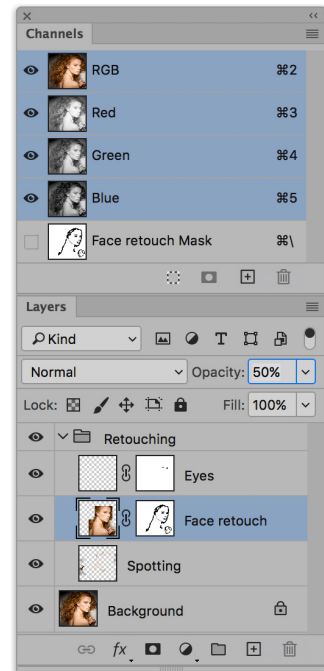 Channels
RGB ⌘2
Red ⌘3
Green ⌘4
Blue ⌘5
Face retouch Mask ⌘\
Layers
Kind
Normal Opacity: 50%
Lock: Fill: 100%
Retouching
Eyes
Face retouch
Spotting
Background
fx